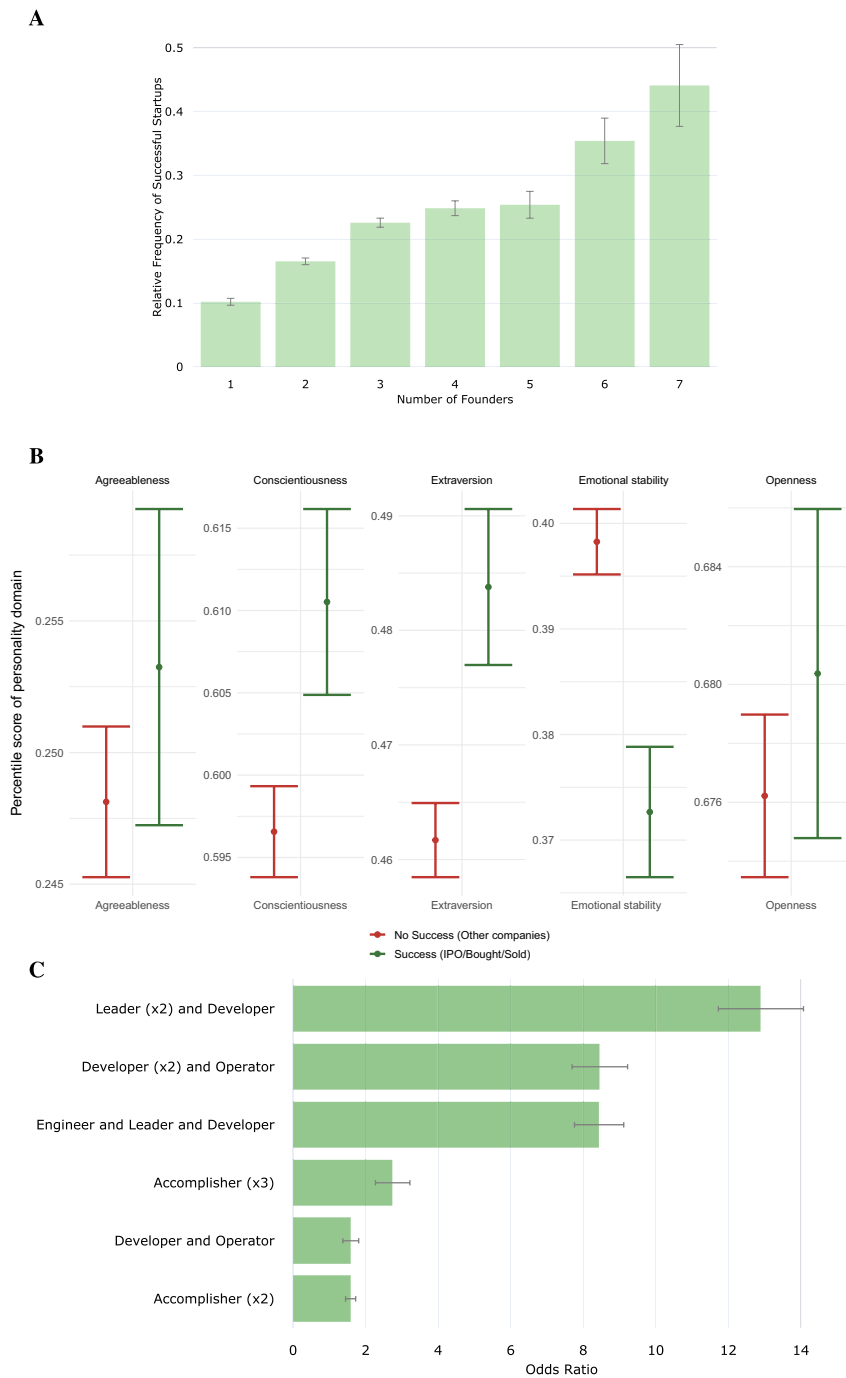 A
Relative Frequency of Successful Startups
0.5
0.4
0.3
0.2
0.1
0
1 2 3 4 5 6 7
Number of Founders
B
Percentile score of personality domain
Agreeableness
0.255
0.250
0.245
Agreeableness
Conscientiousness
0.615
0.610
0.605
0.600
0.595
Conscientiousness
Extraversion
0.49
0.48
0.47
0.46
Extraversion
Emotional stability
0.40
0.39
0.38
0.37
Emotional stability
Openness
0.684
0.680
0.676
Openness
No Success (Other companies)
Success (IPO/Bought/Sold)
C
Leader (x2) and Developer
Developer (x2) and Operator
Engineer and Leader and Developer
Accomplisher (x3)
Developer and Operator
Accomplisher (x2)
0 2 4 6 8 10 12 14
Odds Ratio